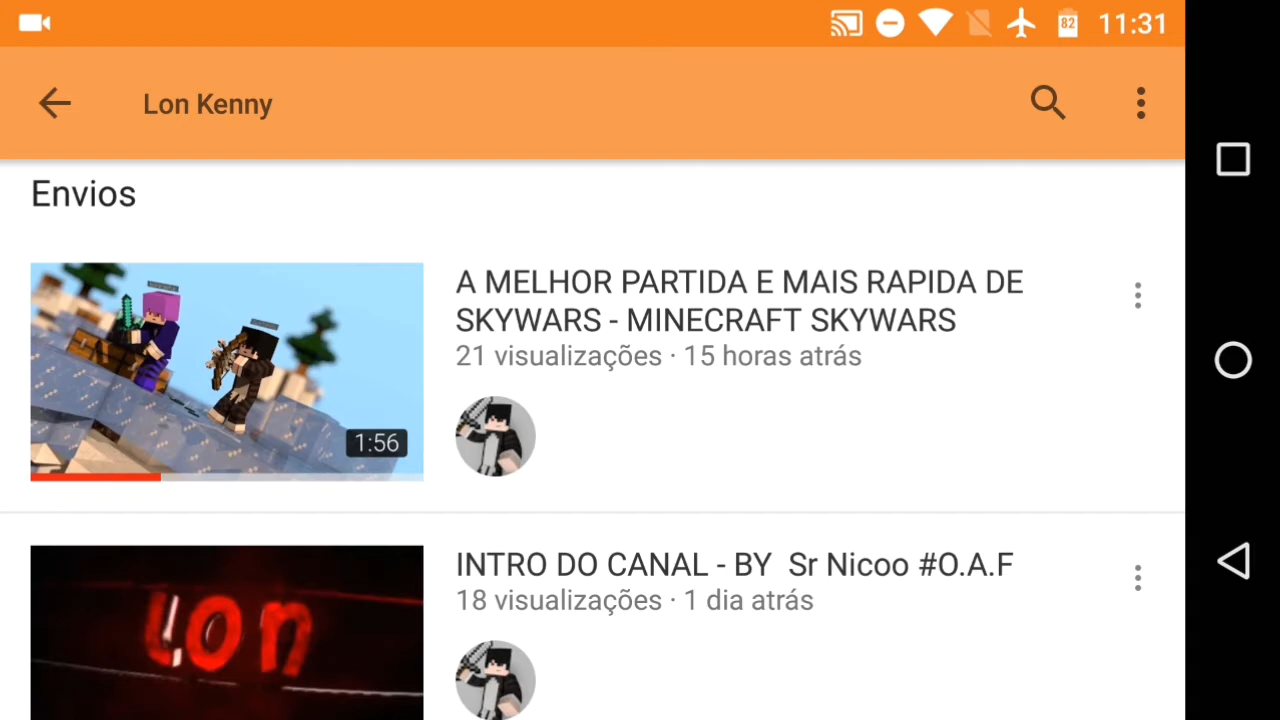 82 11:31
Lon Kenny
Envios
A MELHOR PARTIDA E MAIS RAPIDA DE
SKYWARS - MINECRAFT SKYWARS
21 visualizações · 15 horas atrás
1:56
INTRO DO CANAL - BY  Sr Nicoo #O.A.F
18 visualizações · 1 dia atrás
Lon